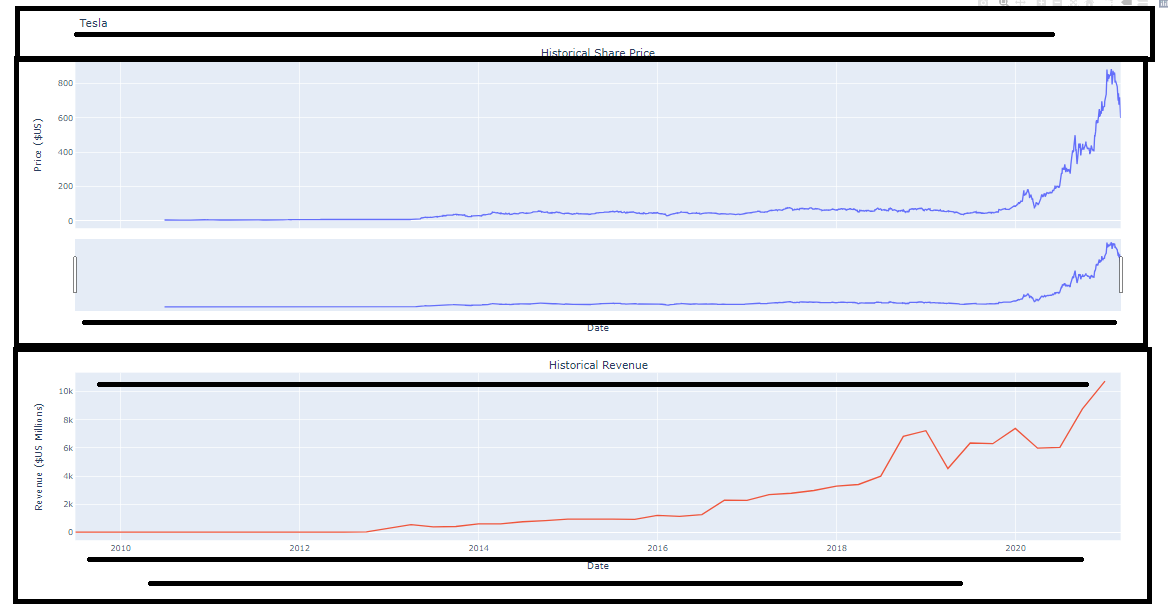 Tesla
Historical Share Price
800
600
400
200
0
Price ($US)
Date
Historical Revenue
10k
8k
6k
4k
2k
0
Revenue ($US Millions)
2010 2012 2014 2016 2018 2020
Date